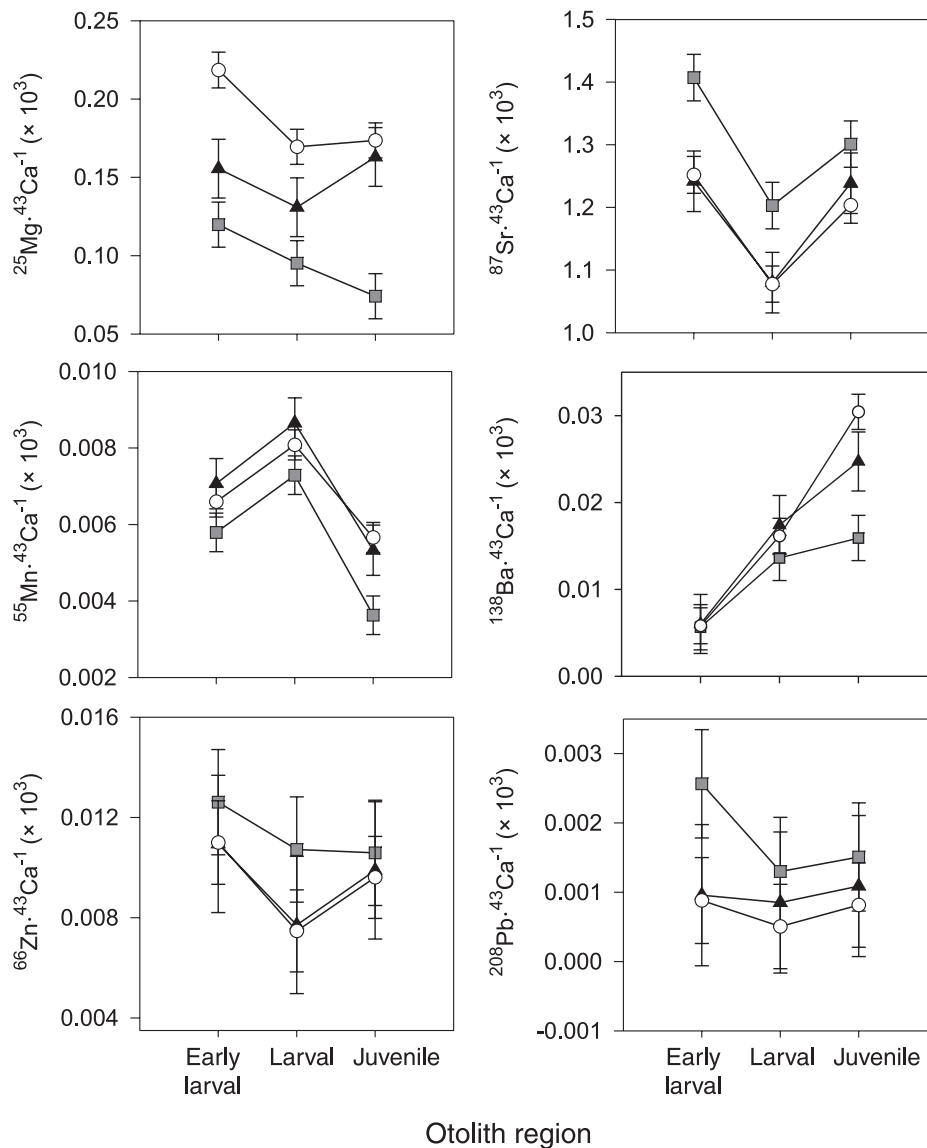 ²⁵Mg·⁴³Ca⁻¹ (× 10³)
0.25
0.20
0.15
0.10
0.05
⁸⁷Sr·⁴³Ca⁻¹ (× 10³)
1.5
1.4
1.3
1.2
1.1
1.0
⁵⁵Mn·⁴³Ca⁻¹ (× 10³)
0.010
0.008
0.006
0.004
0.002
¹³⁸Ba·⁴³Ca⁻¹ (× 10³)
0.03
0.02
0.01
0.00
⁶⁶Zn·⁴³Ca⁻¹ (× 10³)
0.016
0.012
0.008
0.004
²⁰⁸Pb·⁴³Ca⁻¹ (× 10³)
0.003
0.002
0.001
0.000
-0.001
Early Larval Juvenile
larval
Early Larval Juvenile
larval
Otolith region